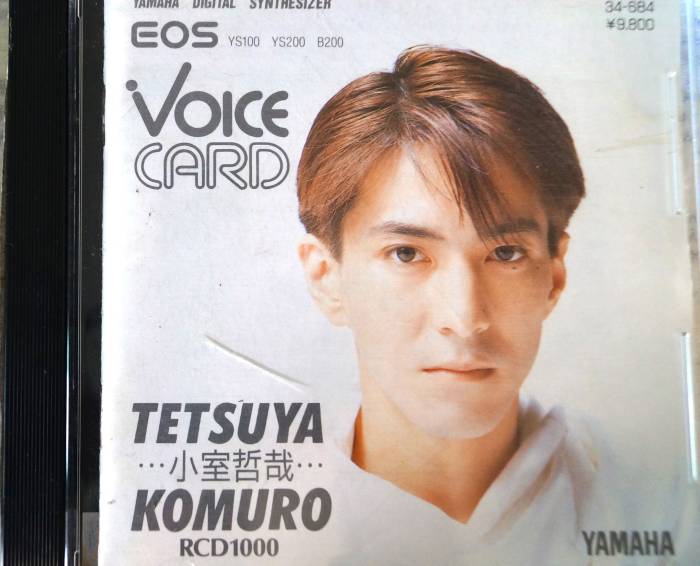 YAMAHA DIGITAL SYNTHESIZER
34-684
¥9.800
EOS YS100 YS200 B200
VOICE
CARD
TETSUYA
…小室哲哉…
KOMURO
RCD1000
YAMAHA